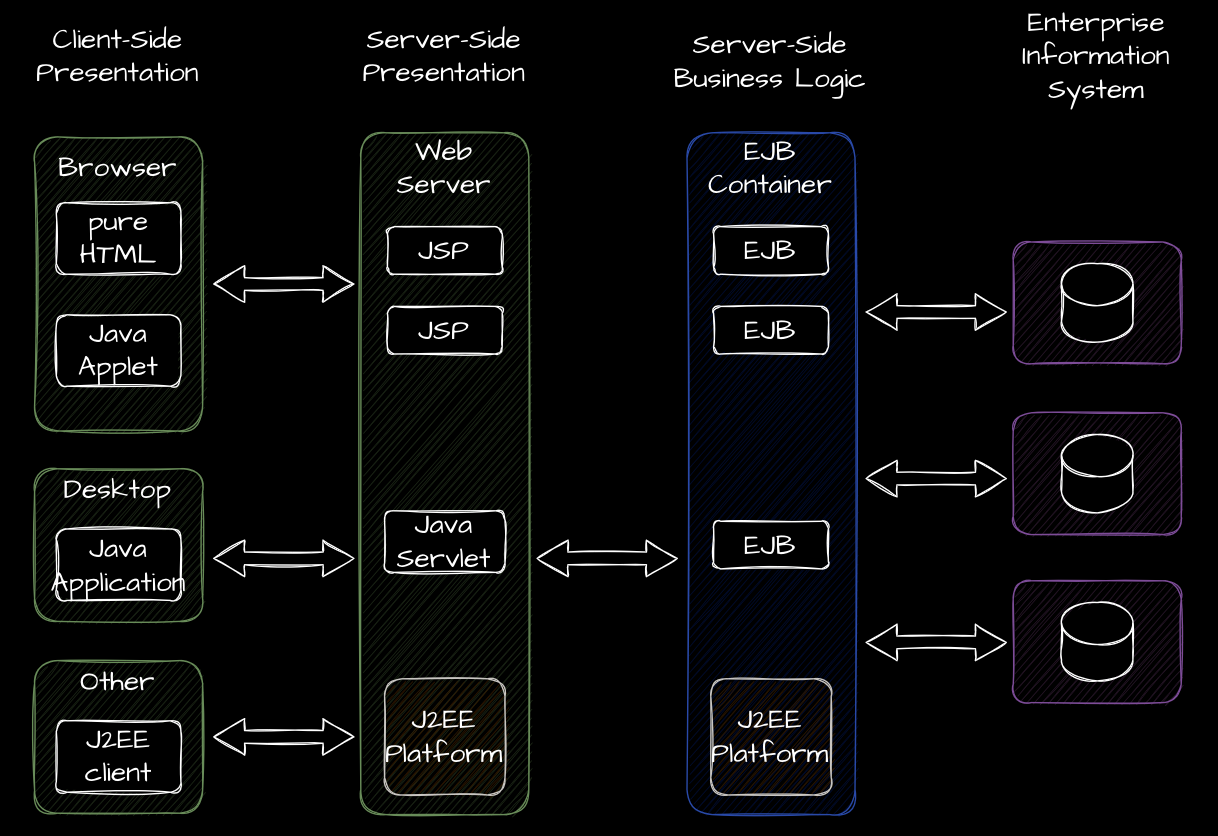 Client-Side
Presentation
Server-Side
Presentation
Server-Side
Business Logic
Enterprise
Information
System
Browser
pure
HTML
Java
Applet
Desktop
Java
Application
Other
J2EE
client
Web
Server
JSP
JSP
Java
Servlet
J2EE
Platform
EJB
Container
EJB
EJB
EJB
J2EE
Platform